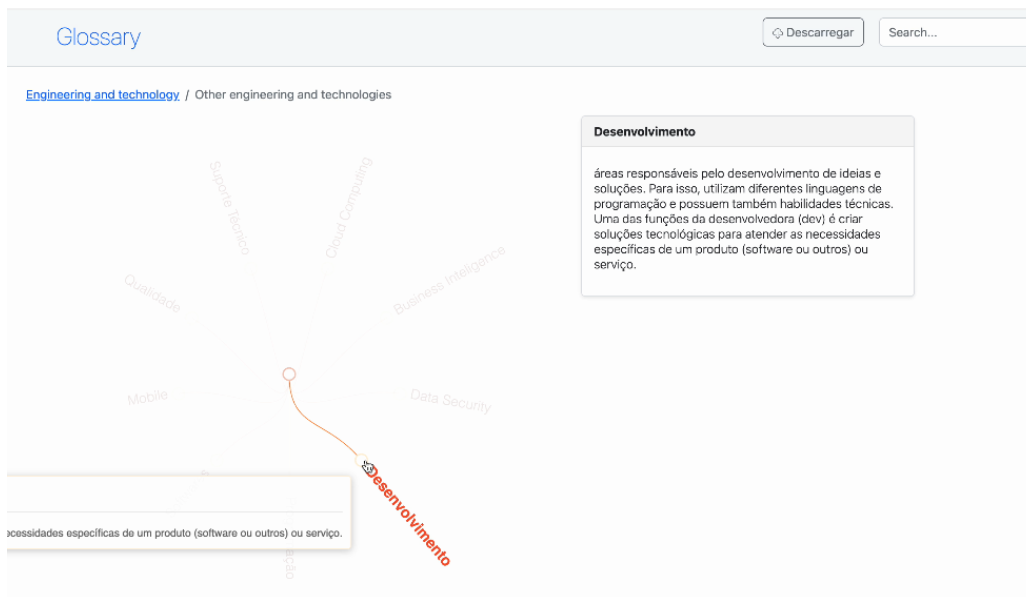 Glossary
Descarregar
Search...
Engineering and technology / Other engineering and technologies
Desenvolvimento
áreas responsáveis pelo desenvolvimento de ideias e
soluções. Para isso, utilizam diferentes linguagens de
programação e possuem também habilidades técnicas.
Uma das funções da desenvolvedora (dev) é criar
soluções tecnológicas para atender as necessidades
específicas de um produto (software ou outros) ou
serviço.
Suporte Técnico
Cloud Computing
Qualidade
Business Inteligence
Mobile
Data Security
Desenvolvimento
ecessidades específicas de um produto (software ou outros) ou serviço.
ação